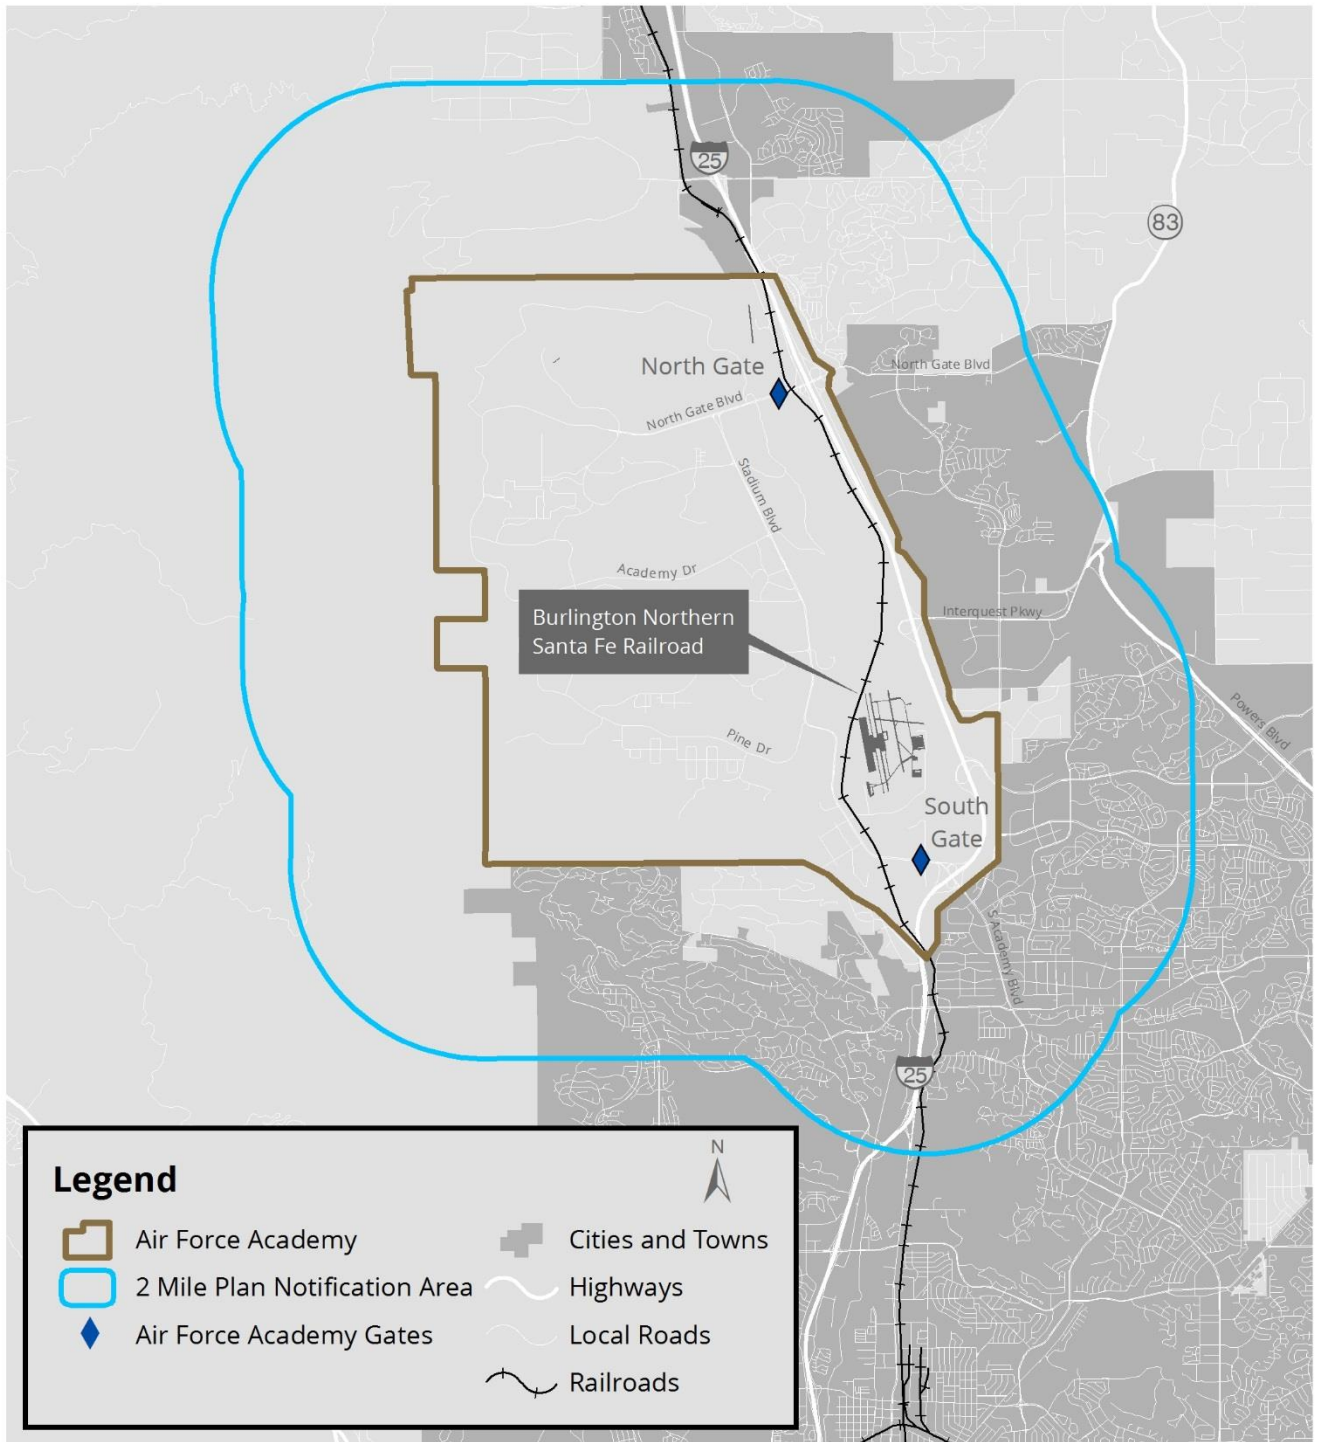 25
83
North Gate
North Gate Blvd
North Gate Blvd
Stadium Blvd
Academy Dr
Burlington Northern
Santa Fe Railroad
Interquest Pkwy
Powers Blvd
Pine Dr
South
Gate
S Academy Blvd
25
N
Legend
Air Force Academy
2 Mile Plan Notification Area
Air Force Academy Gates
Cities and Towns
Highways
Local Roads
Railroads